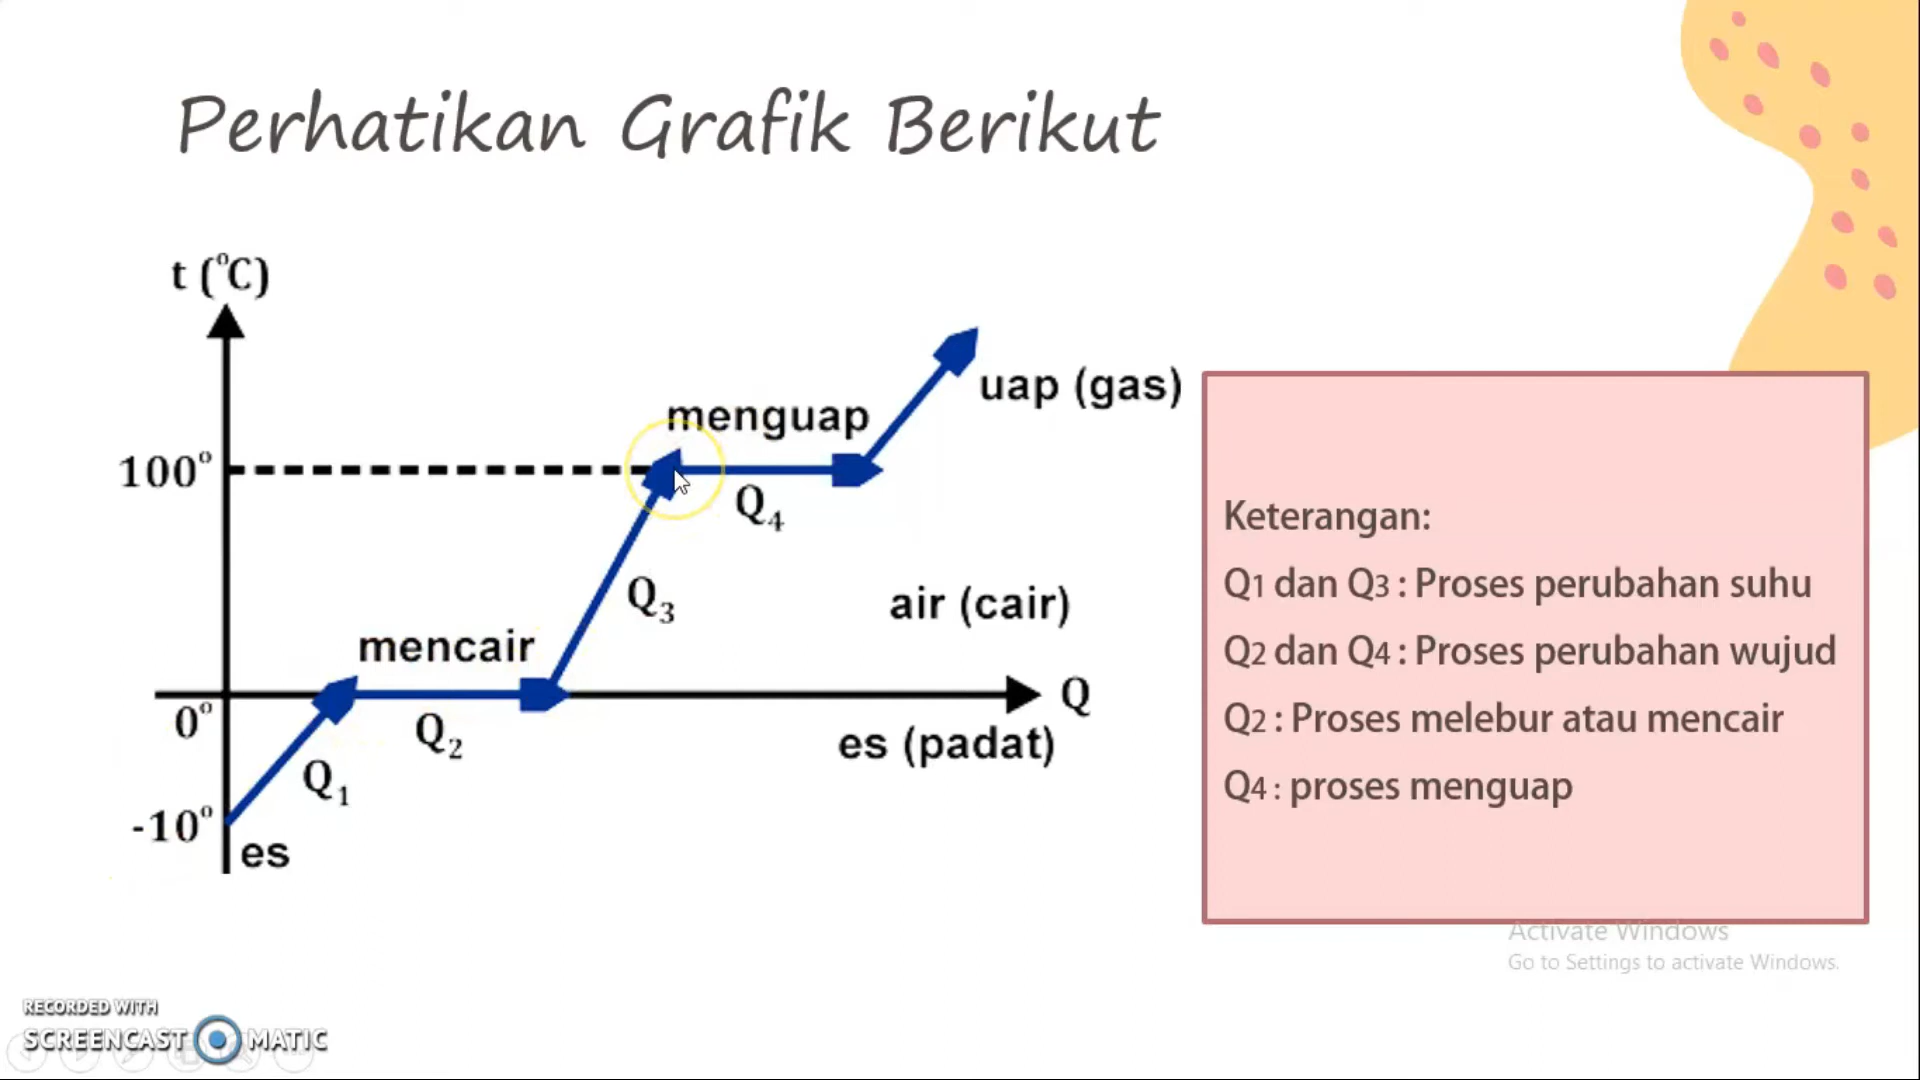 Perhatikan Grafik Berikut
t (°C)
uap (gas)
menguap
100°
Q4
Q3
air (cair)
mencair
Q
0°
Q2
es (padat)
Q1
-10°
es
Keterangan:
Q1 dan Q3 : Proses perubahan suhu
Q2 dan Q4 : Proses perubahan wujud
Q2 : Proses melebur atau mencair
Q4 : proses menguap
Activate Windows
Go to Settings to activate Windows.
RECORDED WITH
SCREENCAST MATIC